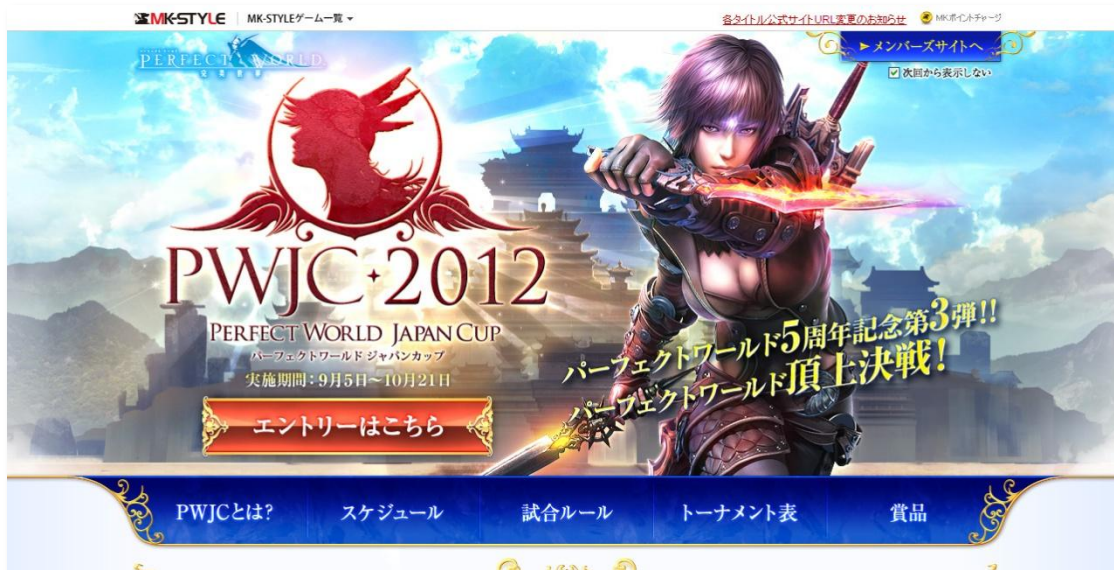 MK-STYLE
MK-STYLEゲーム一覧
各タイトル公式サイトURL変更のお知らせ
MKポイントチャージ
PERFECT WORLD
完美世界
メンバーズサイトへ
次回から表示しない
PWJC 2012
PERFECT WORLD JAPAN CUP
パーフェクトワールド ジャパンカップ
実施期間:9月5日~10月21日
エントリーはこちら
パーフェクトワールド5周年記念第3弾!!
パーフェクトワールド頂上決戦!
PWJCとは?
スケジュール
試合ルール
トーナメント表
賞品